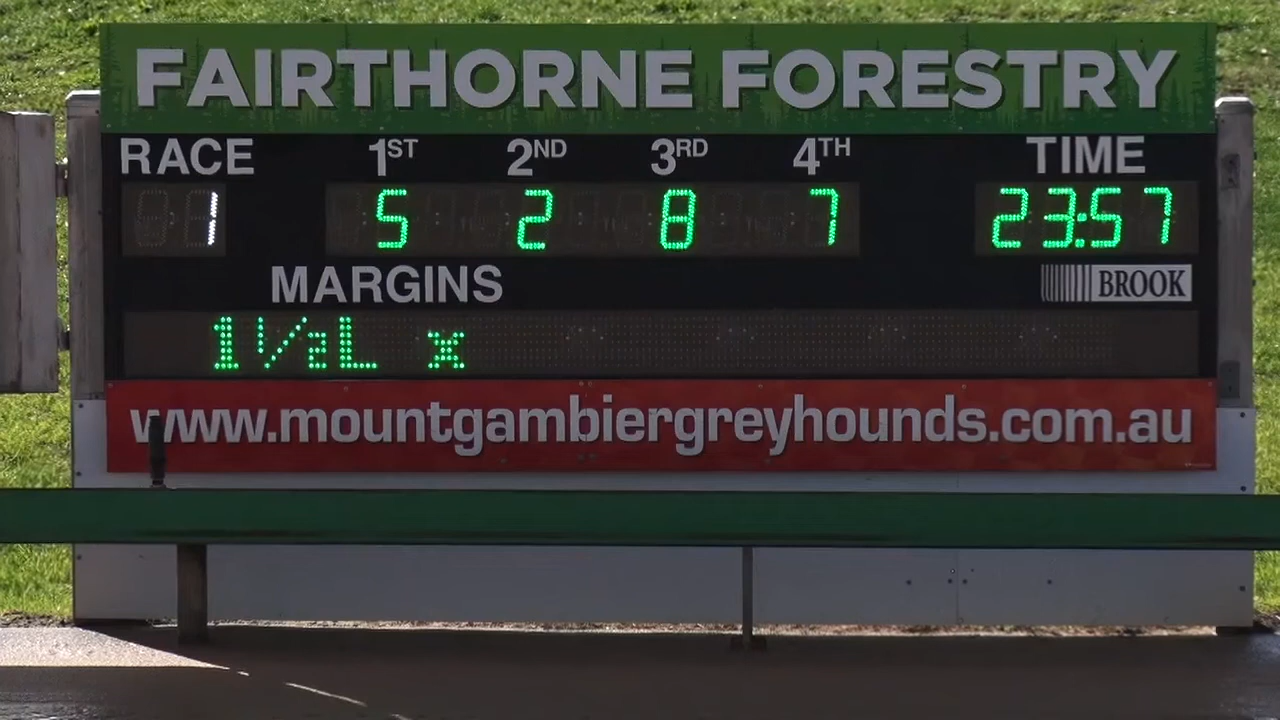 FAIRTHORNE FORESTRY
RACE 1ST 2ND 3RD 4TH TIME
1 5 2 8 7 23:57
MARGINS BROOK
1½L x
www.mountgambiergreyhounds.com.au